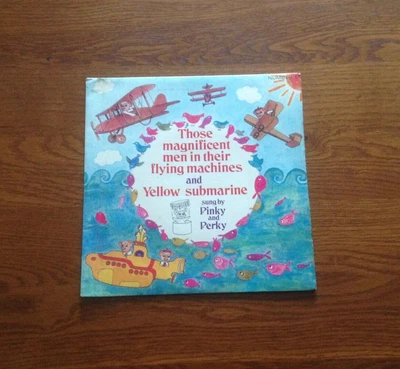 Those
magnificent
men in their
flying machines
and
Yellow submarine
sung by
Pinky
and
Perky